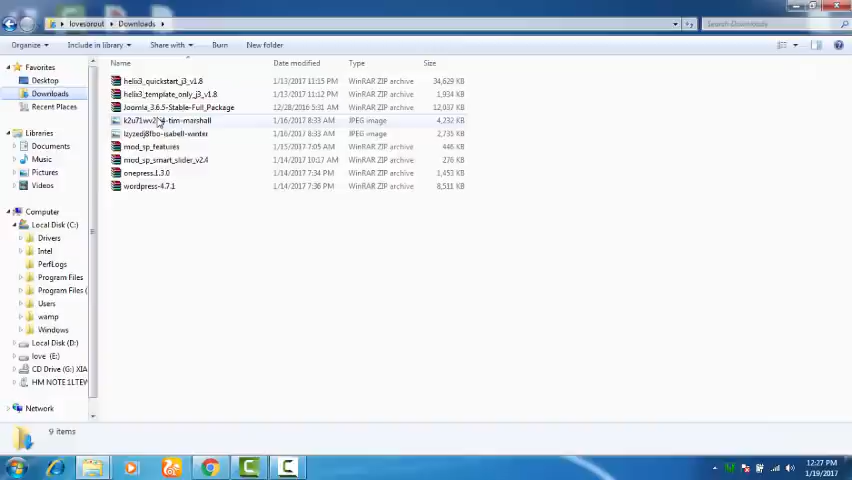 lovesorout ▸ Downloads ▸
Search Downloads
Organize Include in library Share with Burn New folder
Name Date modified Type Size
Favorites
Desktop
Downloads
Recent Places
Libraries
Documents
Music
Pictures
Videos
Computer
Local Disk (C:)
Drivers
Intel
PerfLogs
Program Files
Program Files (
Users
wamp
Windows
Local Disk (D:)
love (E:)
CD Drive (G:) XIA
HM NOTE 1LTEW
Network
helix3_quickstart_j3_v1.8 1/13/2017 11:15 PM WinRAR ZIP archive 34,629 KB
helix3_template_only_j3_v1.8 1/13/2017 11:12 PM WinRAR ZIP archive 1,934 KB
Joomla_3.6.5-Stable-Full_Package 12/28/2016 5:31 AM WinRAR ZIP archive 12,037 KB
1/16/2017 8:33 AM JPEG image 4,232 KB
lzyzedj8fbo-isabell-winter 1/16/2017 8:33 AM JPEG image 2,735 KB
mod_sp_features 1/15/2017 7:05 AM WinRAR ZIP archive 446 KB
mod_sp_smart_slider_v2.4 1/14/2017 10:17 AM WinRAR ZIP archive 276 KB
onepress.1.3.0 1/14/2017 7:34 PM WinRAR ZIP archive 1,453 KB
wordpress-4.7.1 1/14/2017 7:36 PM WinRAR ZIP archive 8,511 KB
9 items
12:27 PM
1/19/2017